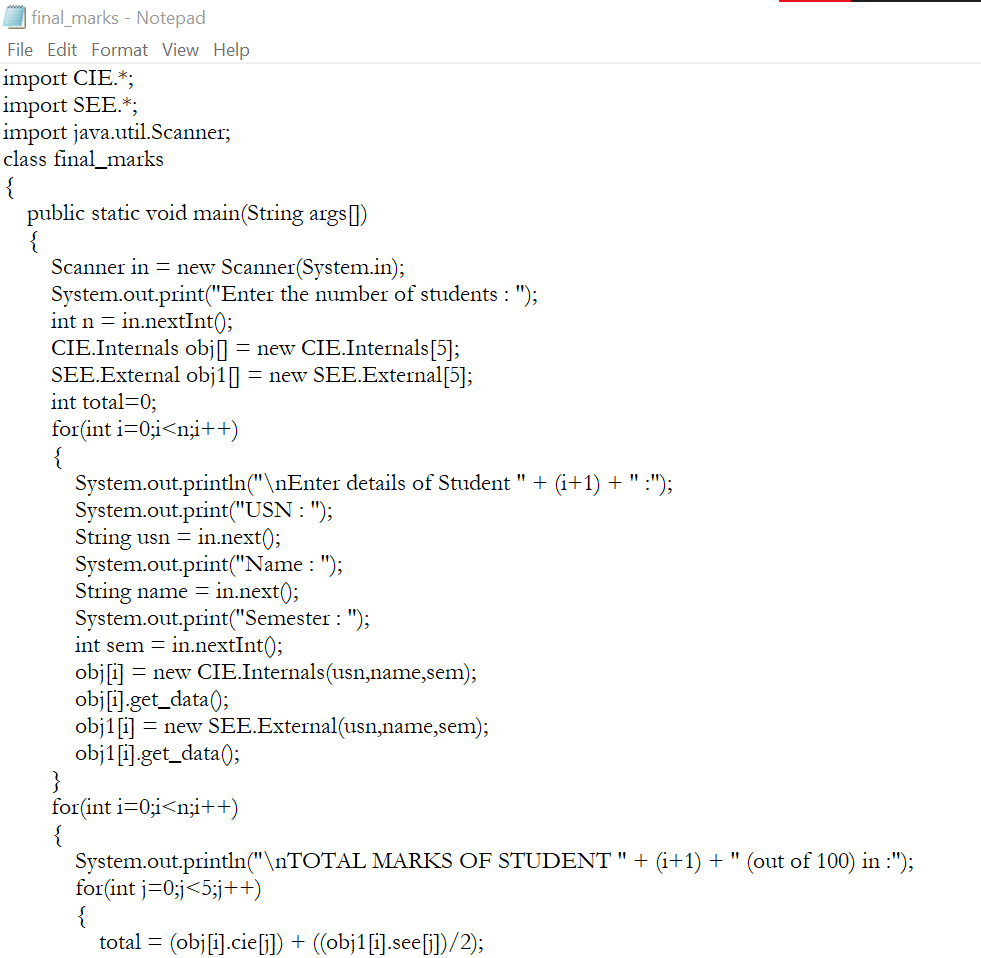 final_marks - Notepad
File Edit Format View Help
import CIE.*;
import SEE.*;
import java.util.Scanner;
class final_marks
{
    public static void main(String args[])
    {
        Scanner in = new Scanner(System.in);
        System.out.print("Enter the number of students : ");
        int n = in.nextInt();
        CIE.Internals obj[] = new CIE.Internals[5];
        SEE.External obj1[] = new SEE.External[5];
        int total=0;
        for(int i=0;i<n;i++)
        {
            System.out.println("\nEnter details of Student " + (i+1) + " :");
            System.out.print("USN : ");
            String usn = in.next();
            System.out.print("Name : ");
            String name = in.next();
            System.out.print("Semester : ");
            int sem = in.nextInt();
            obj[i] = new CIE.Internals(usn,name,sem);
            obj[i].get_data();
            obj1[i] = new SEE.External(usn,name,sem);
            obj1[i].get_data();
        }
        for(int i=0;i<n;i++)
        {
            System.out.println("\nTOTAL MARKS OF STUDENT " + (i+1) + " (out of 100) in :");
            for(int j=0;j<5;j++)
            {
                total = (obj[i].cie[j]) + ((obj1[i].see[j])/2);